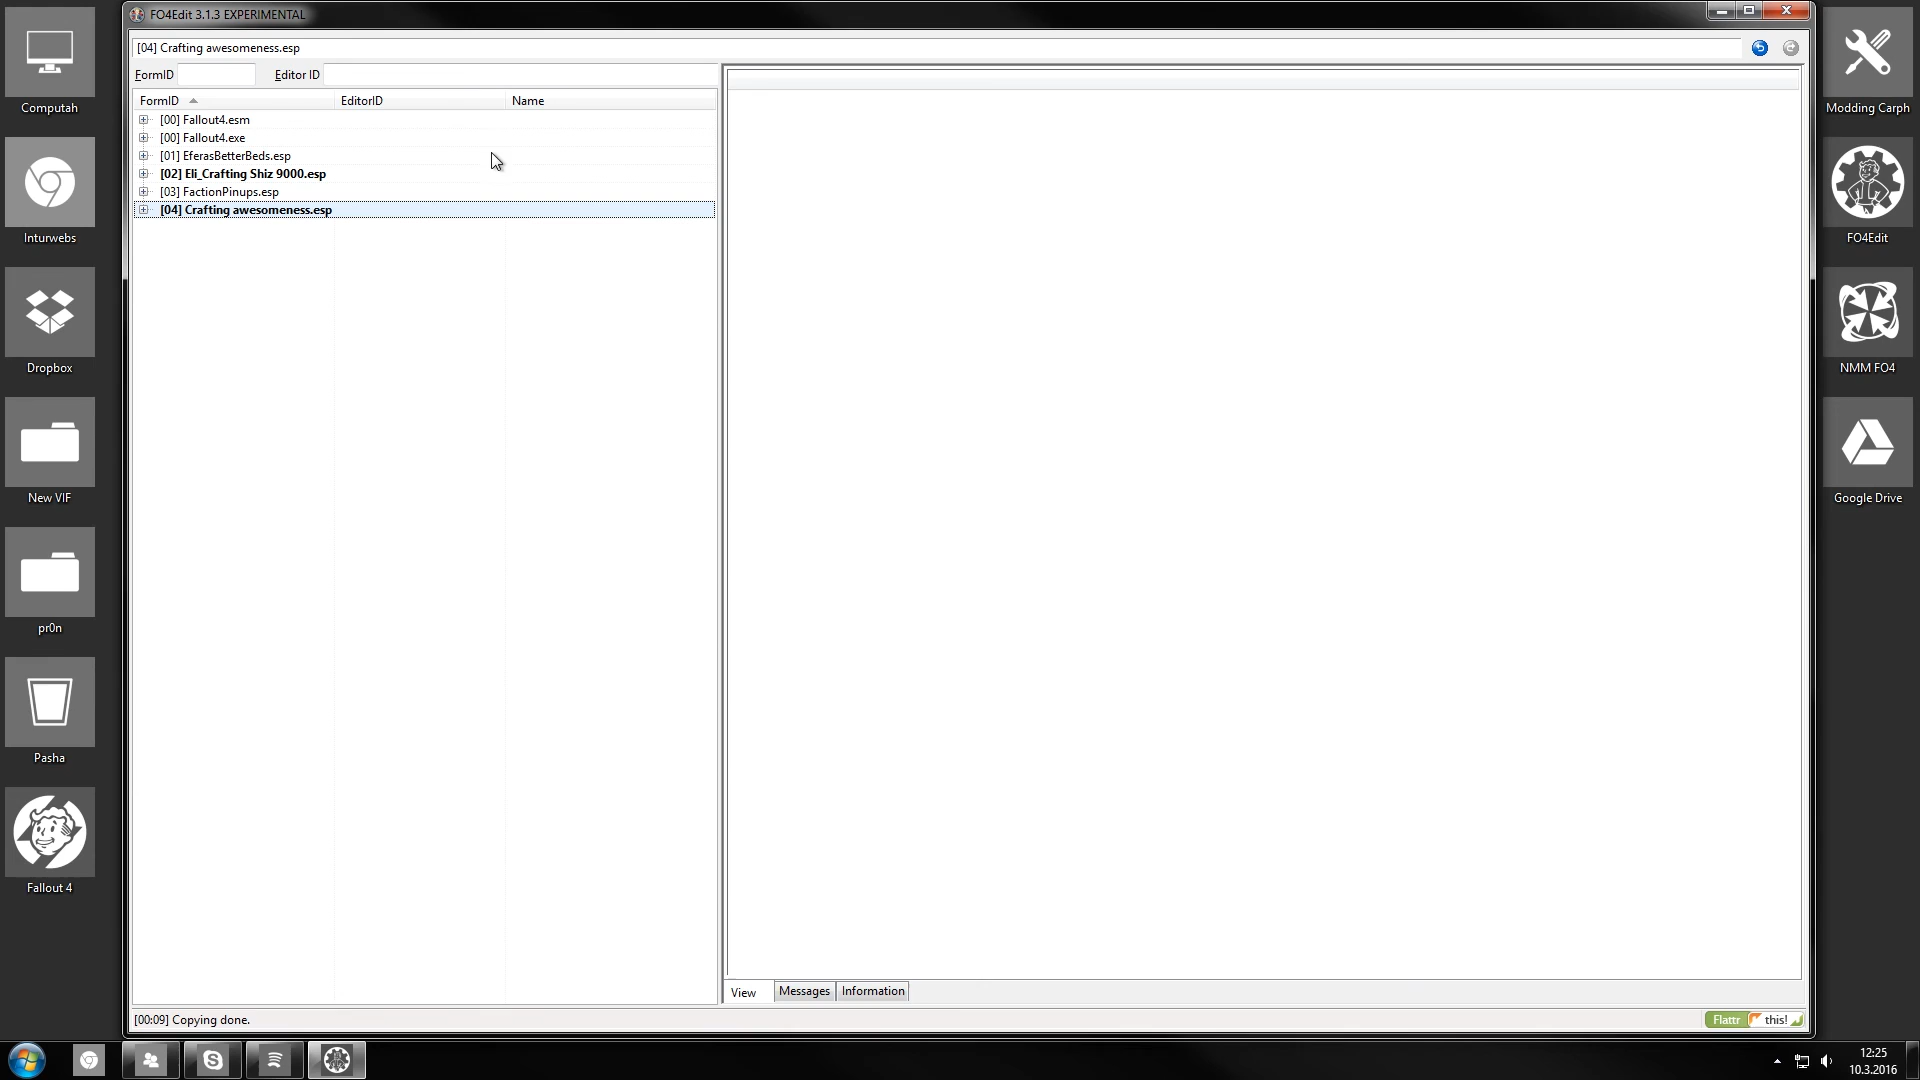 FO4Edit 3.1.3 EXPERIMENTAL
[04] Crafting awesomeness.esp
FormID
Editor ID
FormID EditorID Name
[00] Fallout4.esm
[00] Fallout4.exe
[01] EferasBetterBeds.esp
[02] Eli_Crafting Shiz 9000.esp
[03] FactionPinups.esp
[04] Crafting awesomeness.esp
View Messages Information
[00:09] Copying done.
Flattr this!
Computah
Inturwebs
Dropbox
New VIF
pr0n
Pasha
Fallout 4
Modding Carph
FO4Edit
NMM FO4
Google Drive
12:25
10.3.2016